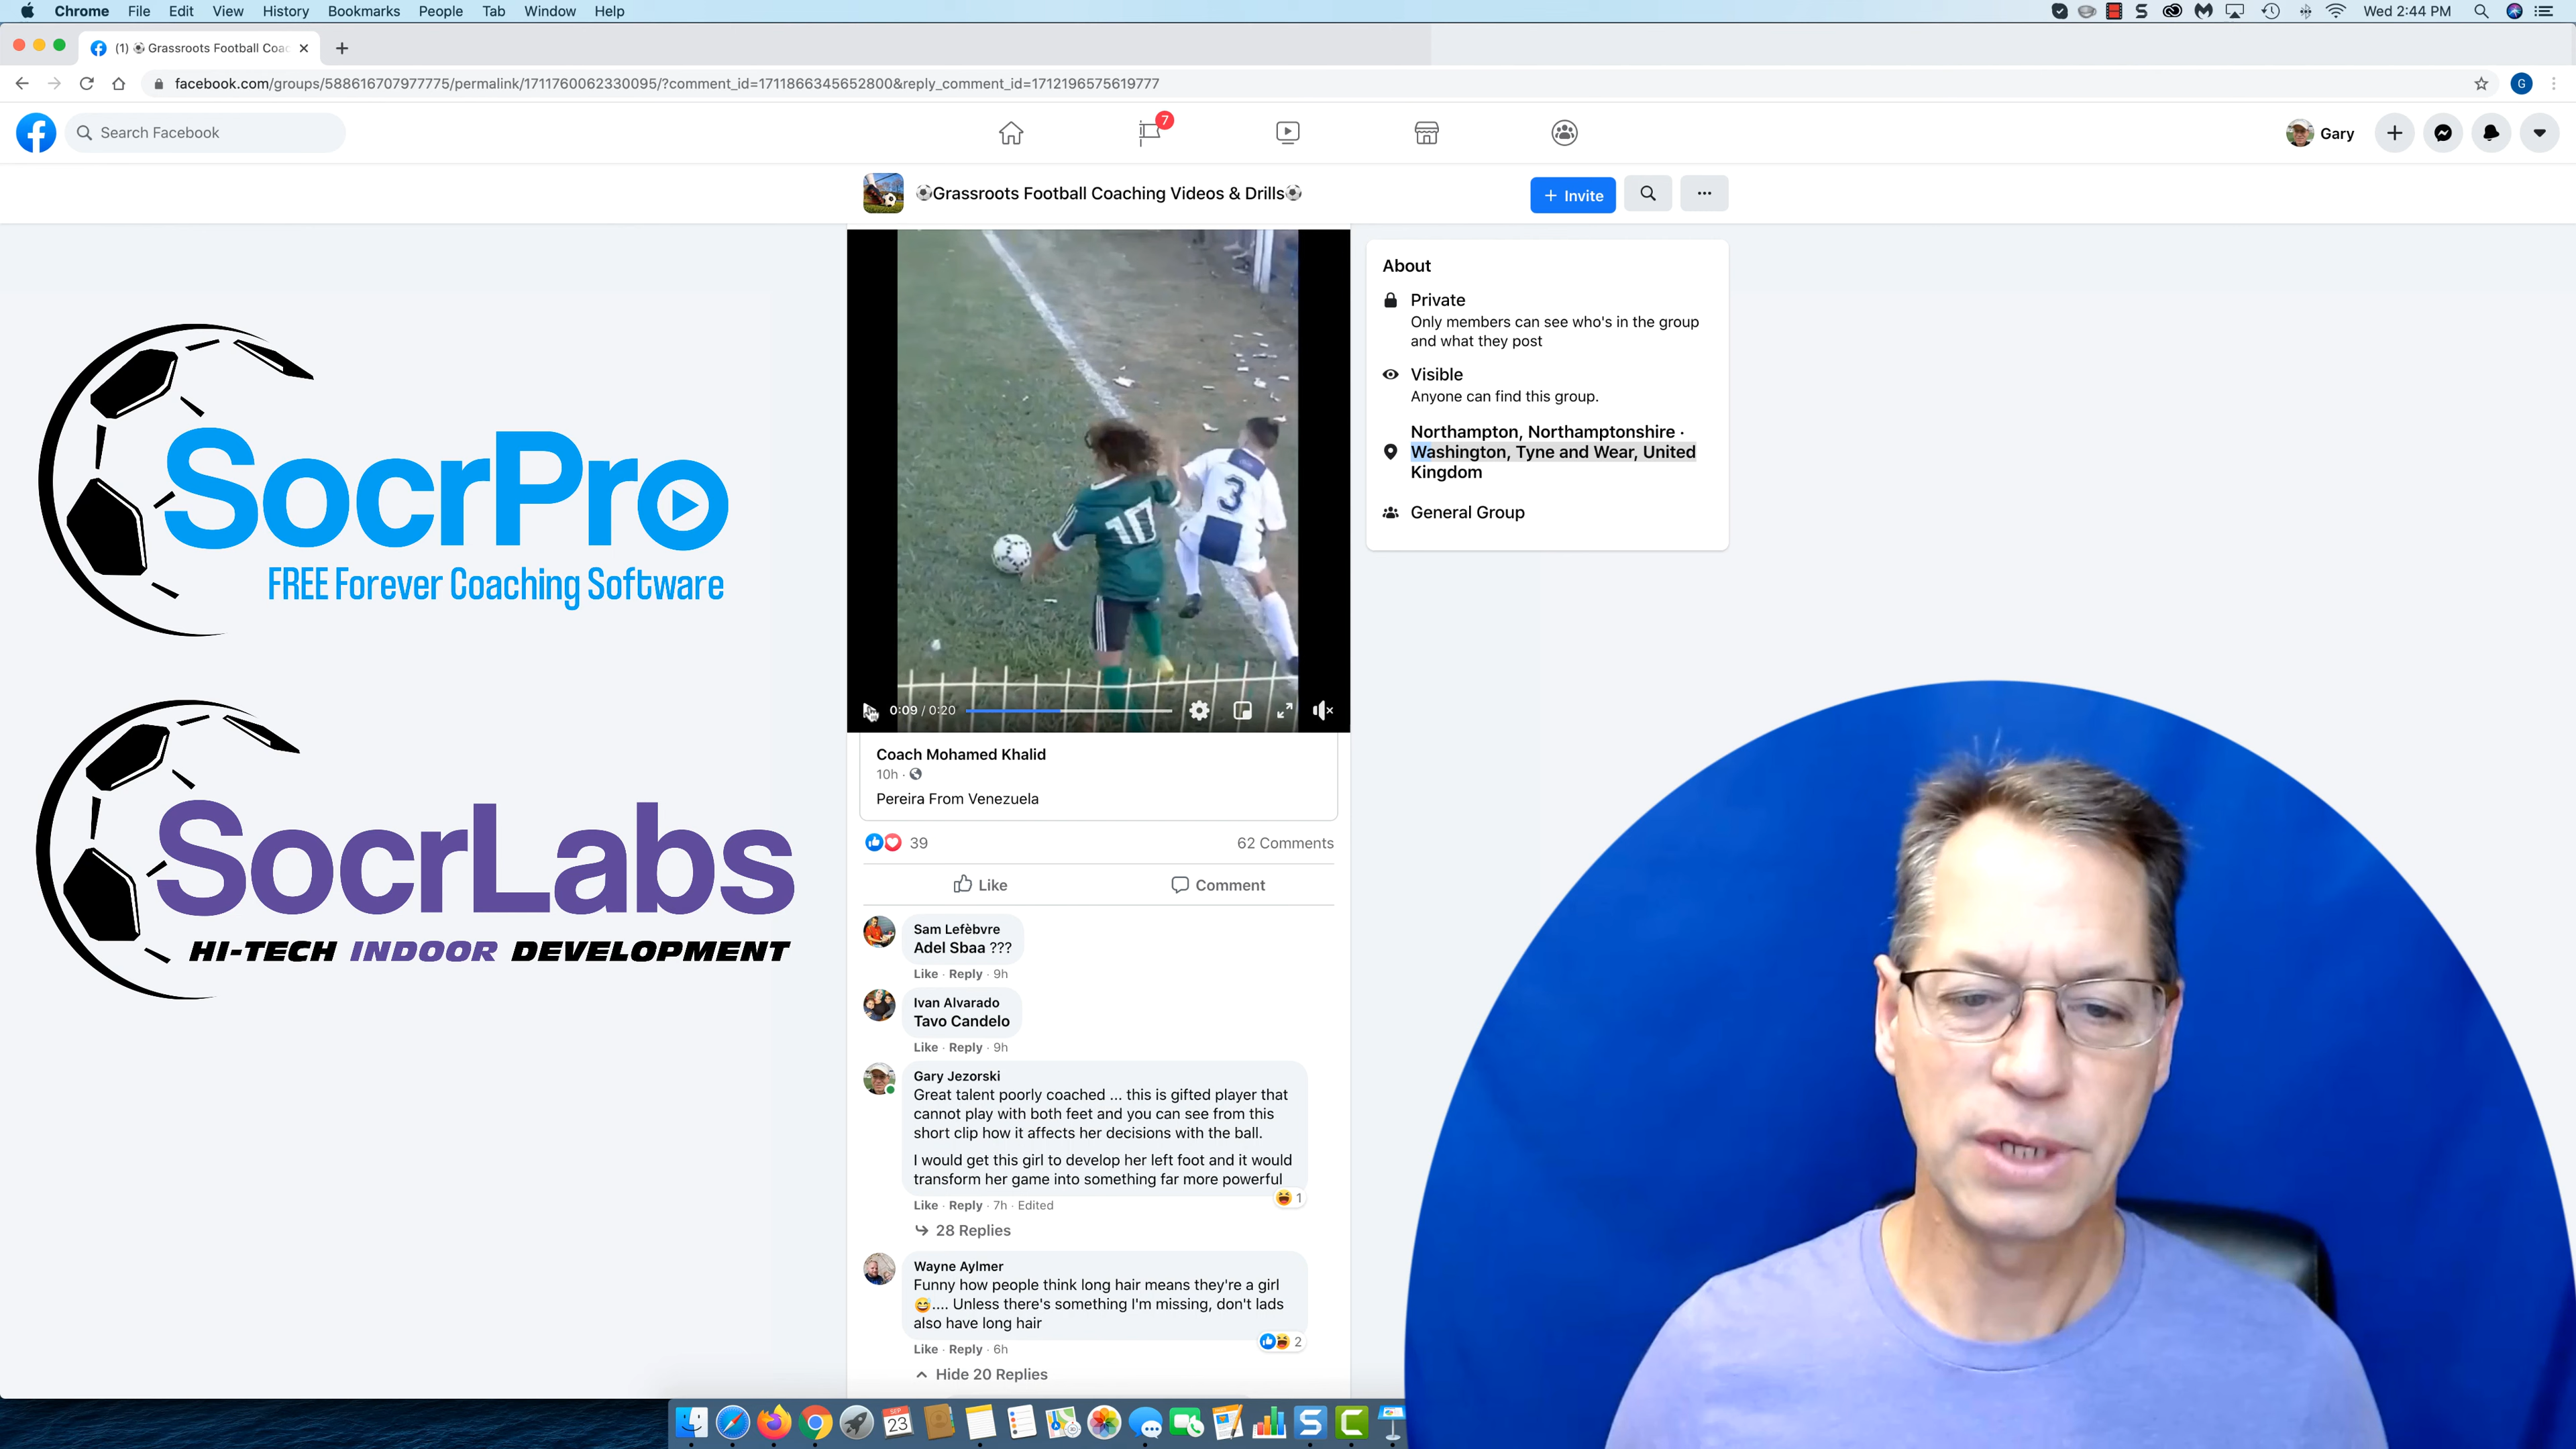 Chrome File Edit View History Bookmarks People Tab Window Help
Wed 2:44 PM
(1) ⚽ Grassroots Football Coac
facebook.com/groups/588616707977775/permalink/1711760062330095/?comment_id=1711866345652800&reply_comment_id=1712196575619777
G
Search Facebook
7
Gary
⚽Grassroots Football Coaching Videos & Drills⚽
+ Invite
SocrPro
FREE Forever Coaching Software
SocrLabs
HI-TECH INDOOR DEVELOPMENT
10
3
0:09 / 0:20
Coach Mohamed Khalid
10h ·
Pereira From Venezuela
39
62 Comments
Like
Comment
Sam Lefèbvre
Adel Sbaa ???
Like · Reply · 9h
Ivan Alvarado
Tavo Candelo
Like · Reply · 9h
Gary Jezorski
Great talent poorly coached ... this is gifted player that
cannot play with both feet and you can see from this
short clip how it affects her decisions with the ball.
I would get this girl to develop her left foot and it would
transform her game into something far more powerful
1
Like · Reply · 7h · Edited
28 Replies
Wayne Aylmer
Funny how people think long hair means they're a girl
😅.... Unless there's something I'm missing, don't lads
also have long hair
2
Like · Reply · 6h
Hide 20 Replies
About
Private
Only members can see who's in the group
and what they post
Visible
Anyone can find this group.
Northampton, Northamptonshire ·
Washington, Tyne and Wear, United
Kingdom
General Group
SEP
23